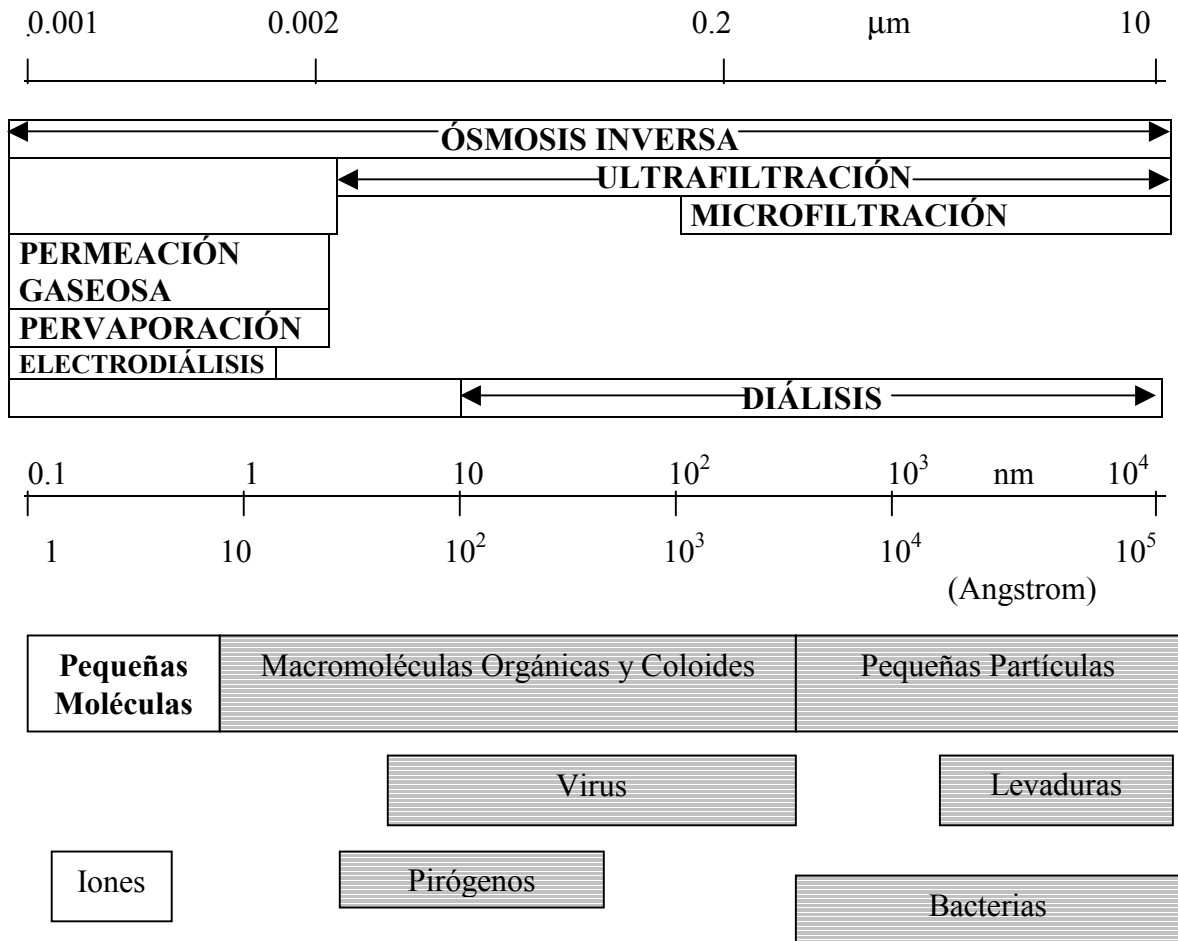 0.001 0.002 0.2 μm 10
ÓSMOSIS INVERSA
ULTRAFILTRACIÓN
MICROFILTRACIÓN
PERMEACIÓN
GASEOSA
PERVAPORACIÓN
ELECTRODIÁLISIS
DIÁLISIS
0.1 1 10 10² 10³ nm 10⁴
1 10 10² 10³ 10⁴ 10⁵
(Angstrom)
Pequeñas
Moléculas
Macromoléculas Orgánicas y Coloides
Pequeñas Partículas
Virus
Levaduras
Iones
Pirógenos
Bacterias